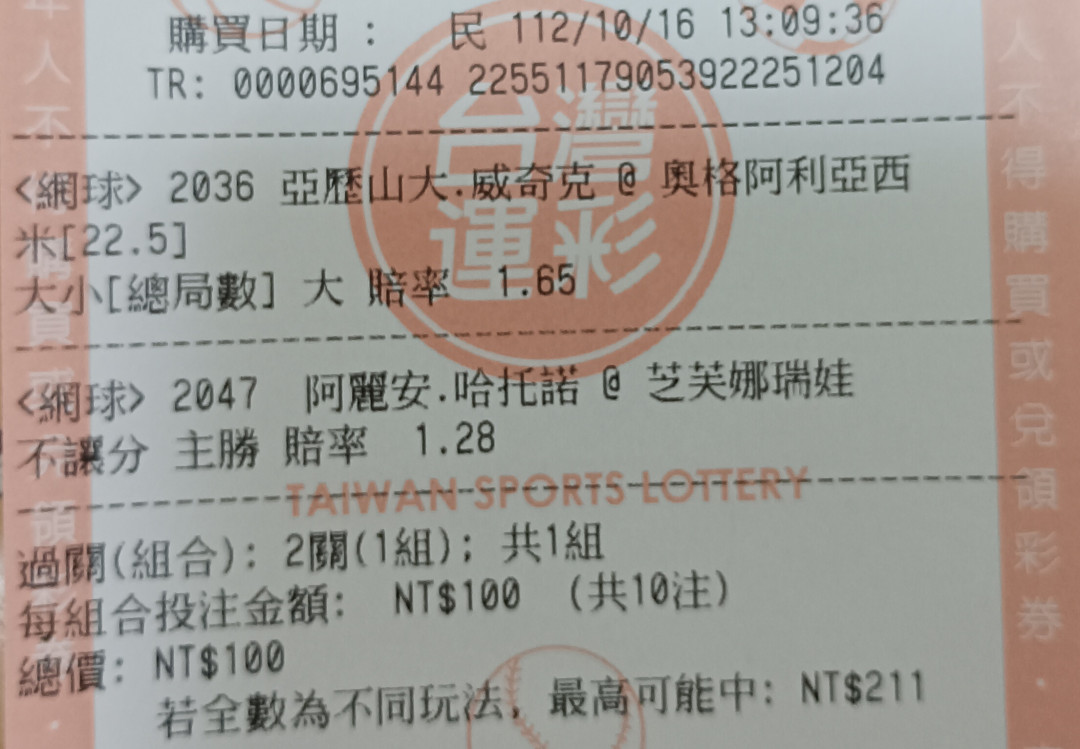 購買日期 : 民 112/10/16 13:09:36
TR: 0000695144 22551179053922251204
<網球> 2036 亞歷山大.威奇克 @ 奧格阿利亞西
米[22.5]
大小[總局數] 大 賠率 1.65
<網球> 2047 阿麗安.哈托諾 @ 芝芙娜瑞娃
不讓分 主勝 賠率 1.28
過關(組合): 2關(1組); 共1組
每組合投注金額: NT$100 (共10注)
總價: NT$100
若全數為不同玩法, 最高可能中: NT$211
台灣
運彩
TAIWAN SPORTS LOTTERY
年人不
人不得購買或兌領彩券.